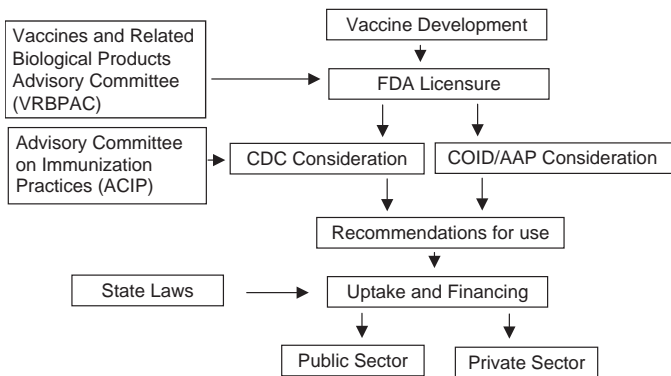 Vaccines and Related
Biological Products
Advisory Committee
(VRBPAC)
Vaccine Development
FDA Licensure
Advisory Committee
on Immunization
Practices (ACIP)
CDC Consideration
COID/AAP Consideration
Recommendations for use
State Laws
Uptake and Financing
Public Sector
Private Sector